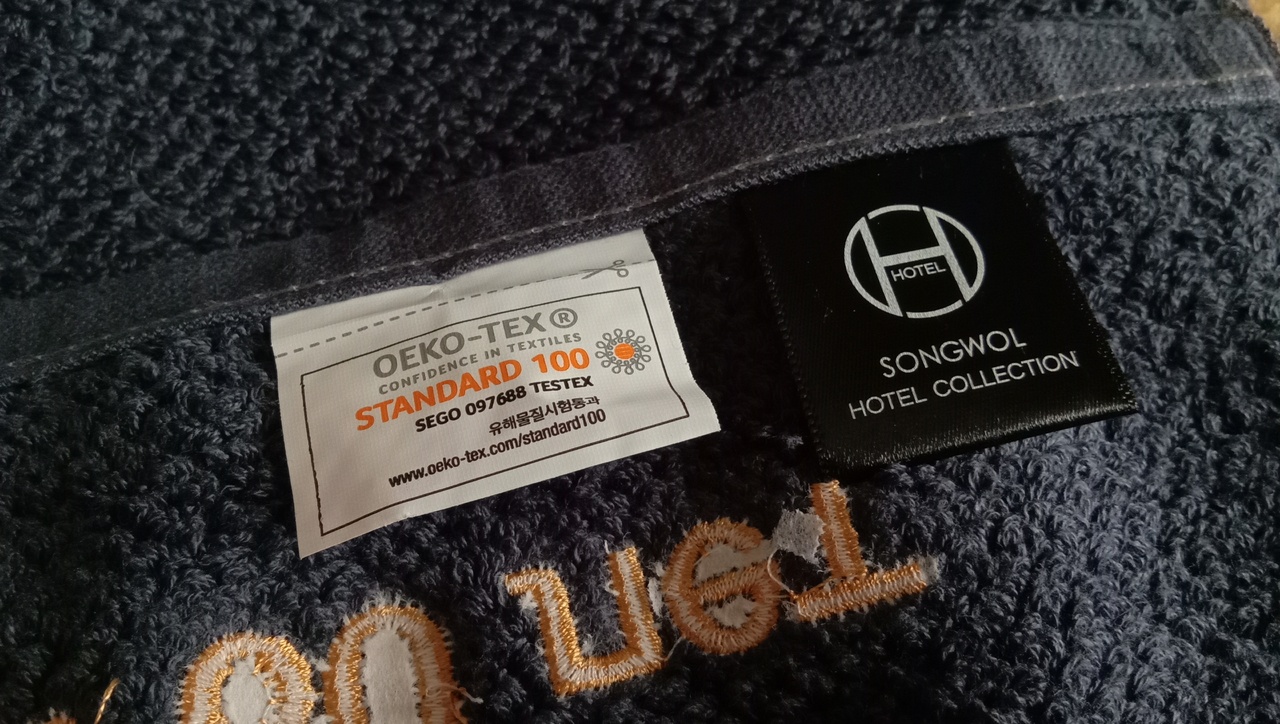 OEKO-TEX®
CONFIDENCE IN TEXTILES
STANDARD 100
SEGO 097688 TESTEX
유해물질시험통과
www.oeko-tex.com/standard100
HOTEL
SONGWOL
HOTEL COLLECTION